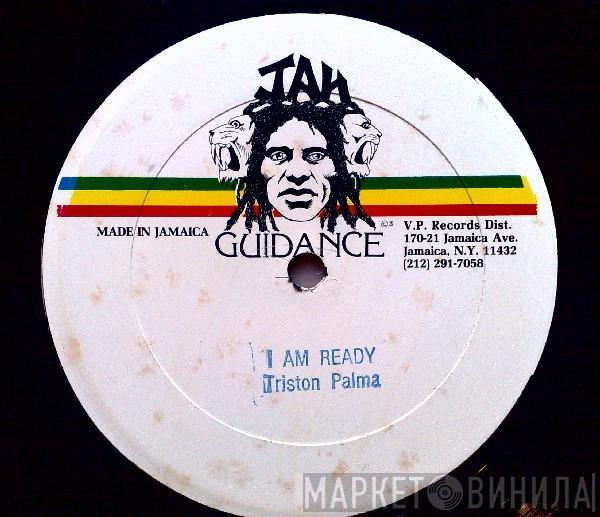 JAH
MADE IN JAMAICA
GUIDANCE
V.P. Records Dist.
170-21 Jamaica Ave.
Jamaica, N.Y. 11432
(212) 291-7058
I AM READY
Triston Palma
МАРКЕТ ВИНИЛА